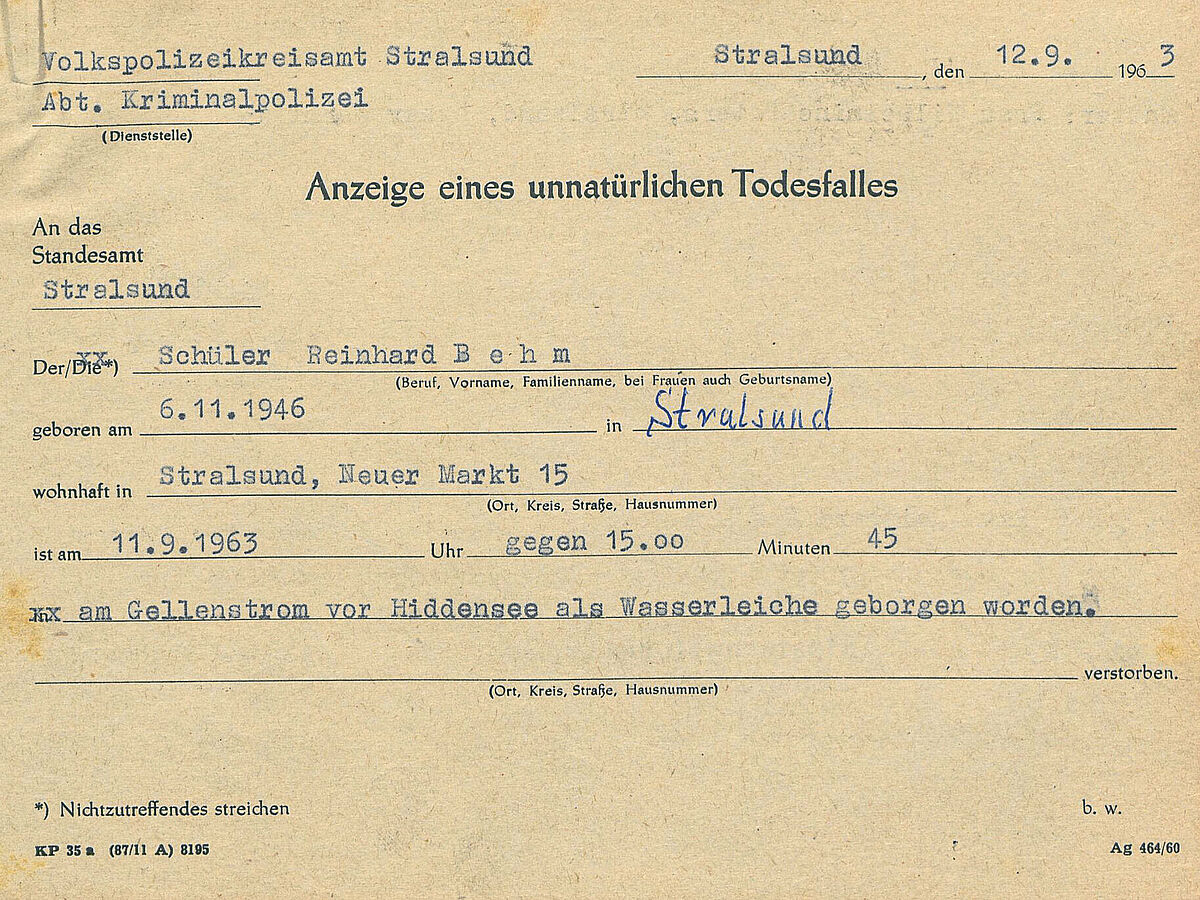 Volkspolizeikreisamt Stralsund Stralsund, den 12.9. 1963
Abt. Kriminalpolizei
(Dienststelle)
Anzeige eines unnatürlichen Todesfalles
An das
Standesamt
Stralsund
Der/Die*) Schüler Reinhard B e h m
(Beruf, Vorname, Familienname, bei Frauen auch Geburtsname)
geboren am 6.11.1946 in Stralsund
wohnhaft in Stralsund, Neuer Markt 15
(Ort, Kreis, Straße, Hausnummer)
ist am 11.9.1963 Uhr gegen 15.oo Minuten 45
xx am Gellenstrom vor Hiddensee als Wasserleiche geborgen worden.
verstorben.
(Ort, Kreis, Straße, Hausnummer)
*) Nichtzutreffendes streichen b. w.
KP 35 a (87/11 A) 8195 Ag 464/60